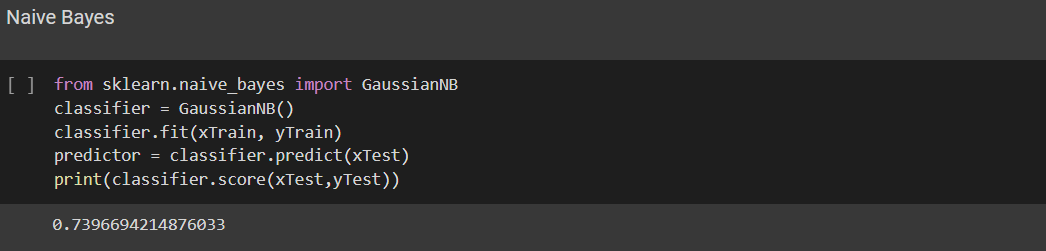 Naive Bayes
[ ] from sklearn.naive_bayes import GaussianNB
classifier = GaussianNB()
classifier.fit(xTrain, yTrain)
predictor = classifier.predict(xTest)
print(classifier.score(xTest,yTest))
0.7396694214876033